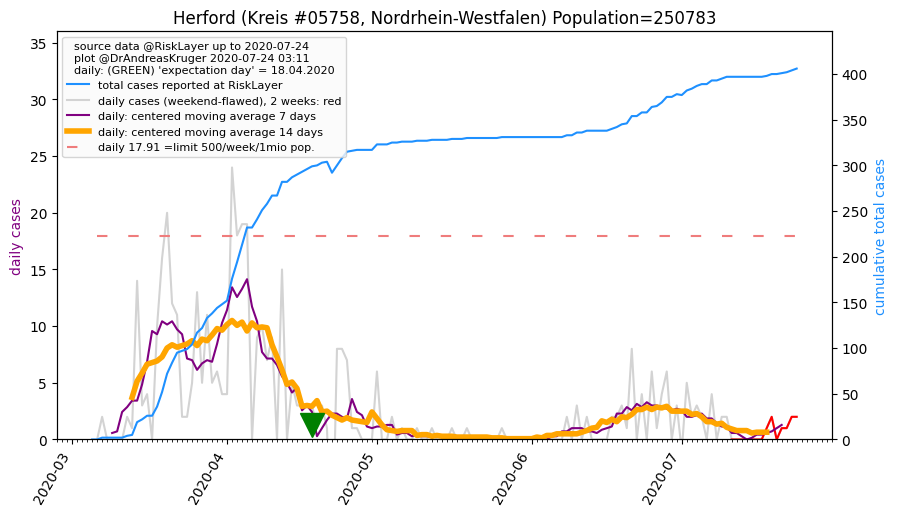 Herford (Kreis #05758, Nordrhein-Westfalen) Population=250783
source data @RiskLayer up to 2020-07-24
plot @DrAndreasKruger 2020-07-24 03:11
daily: (GREEN) 'expectation day' = 18.04.2020
total cases reported at RiskLayer
daily cases (weekend-flawed), 2 weeks: red
daily: centered moving average 7 days
daily: centered moving average 14 days
daily 17.91 =limit 500/week/1mio pop.
daily cases
35
30
25
20
15
10
5
0
400
350
300
250
200
150
100
50
0
cumulative total cases
2020-03
2020-04
2020-05
2020-06
2020-07